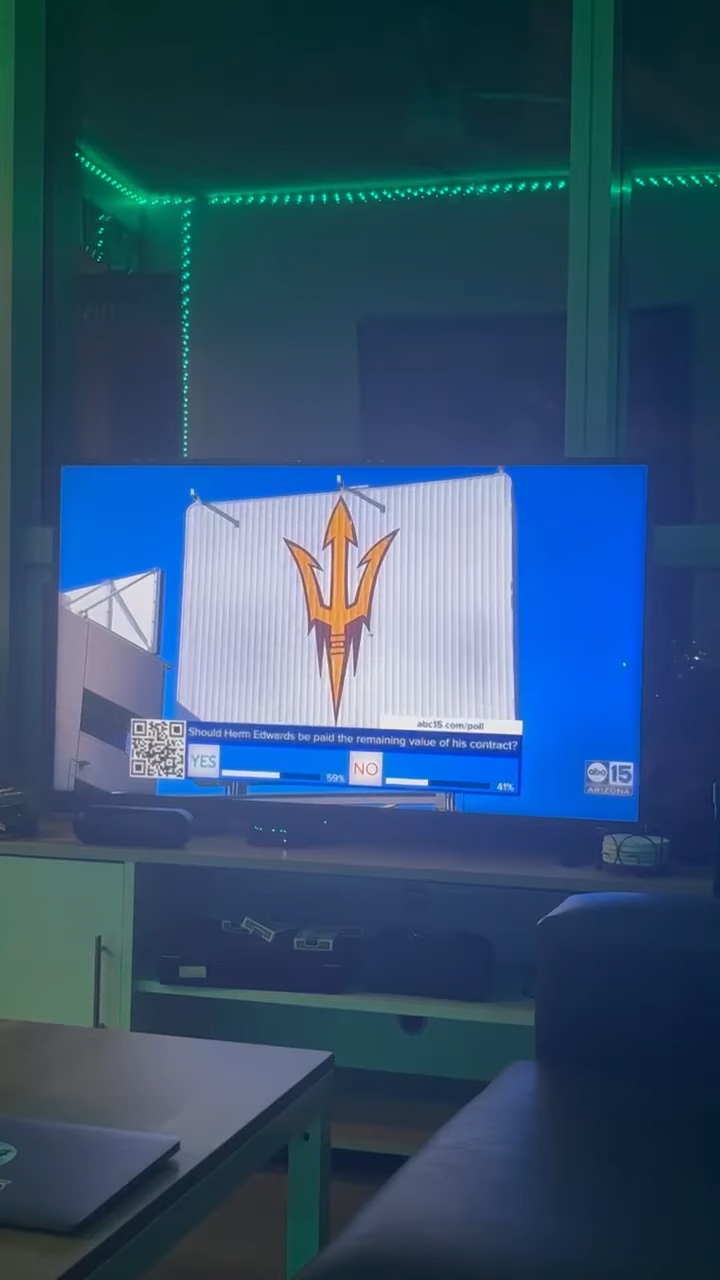 abc15.com/poll
Should Herm Edwards be paid the remaining value of his contract?
YES
59%
NO
41%
abc 15
ARIZONA